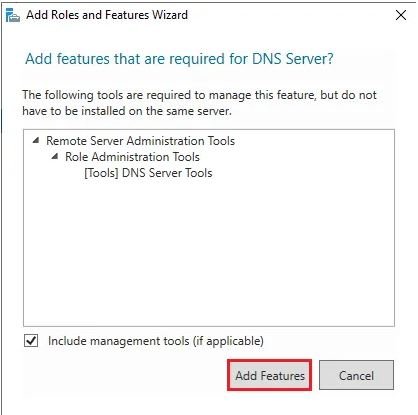 Add Roles and Features Wizard
Add features that are required for DNS Server?
The following tools are required to manage this feature, but do not
have to be installed on the same server.
Remote Server Administration Tools
Role Administration Tools
[Tools] DNS Server Tools
Include management tools (if applicable)
Add Features
Cancel